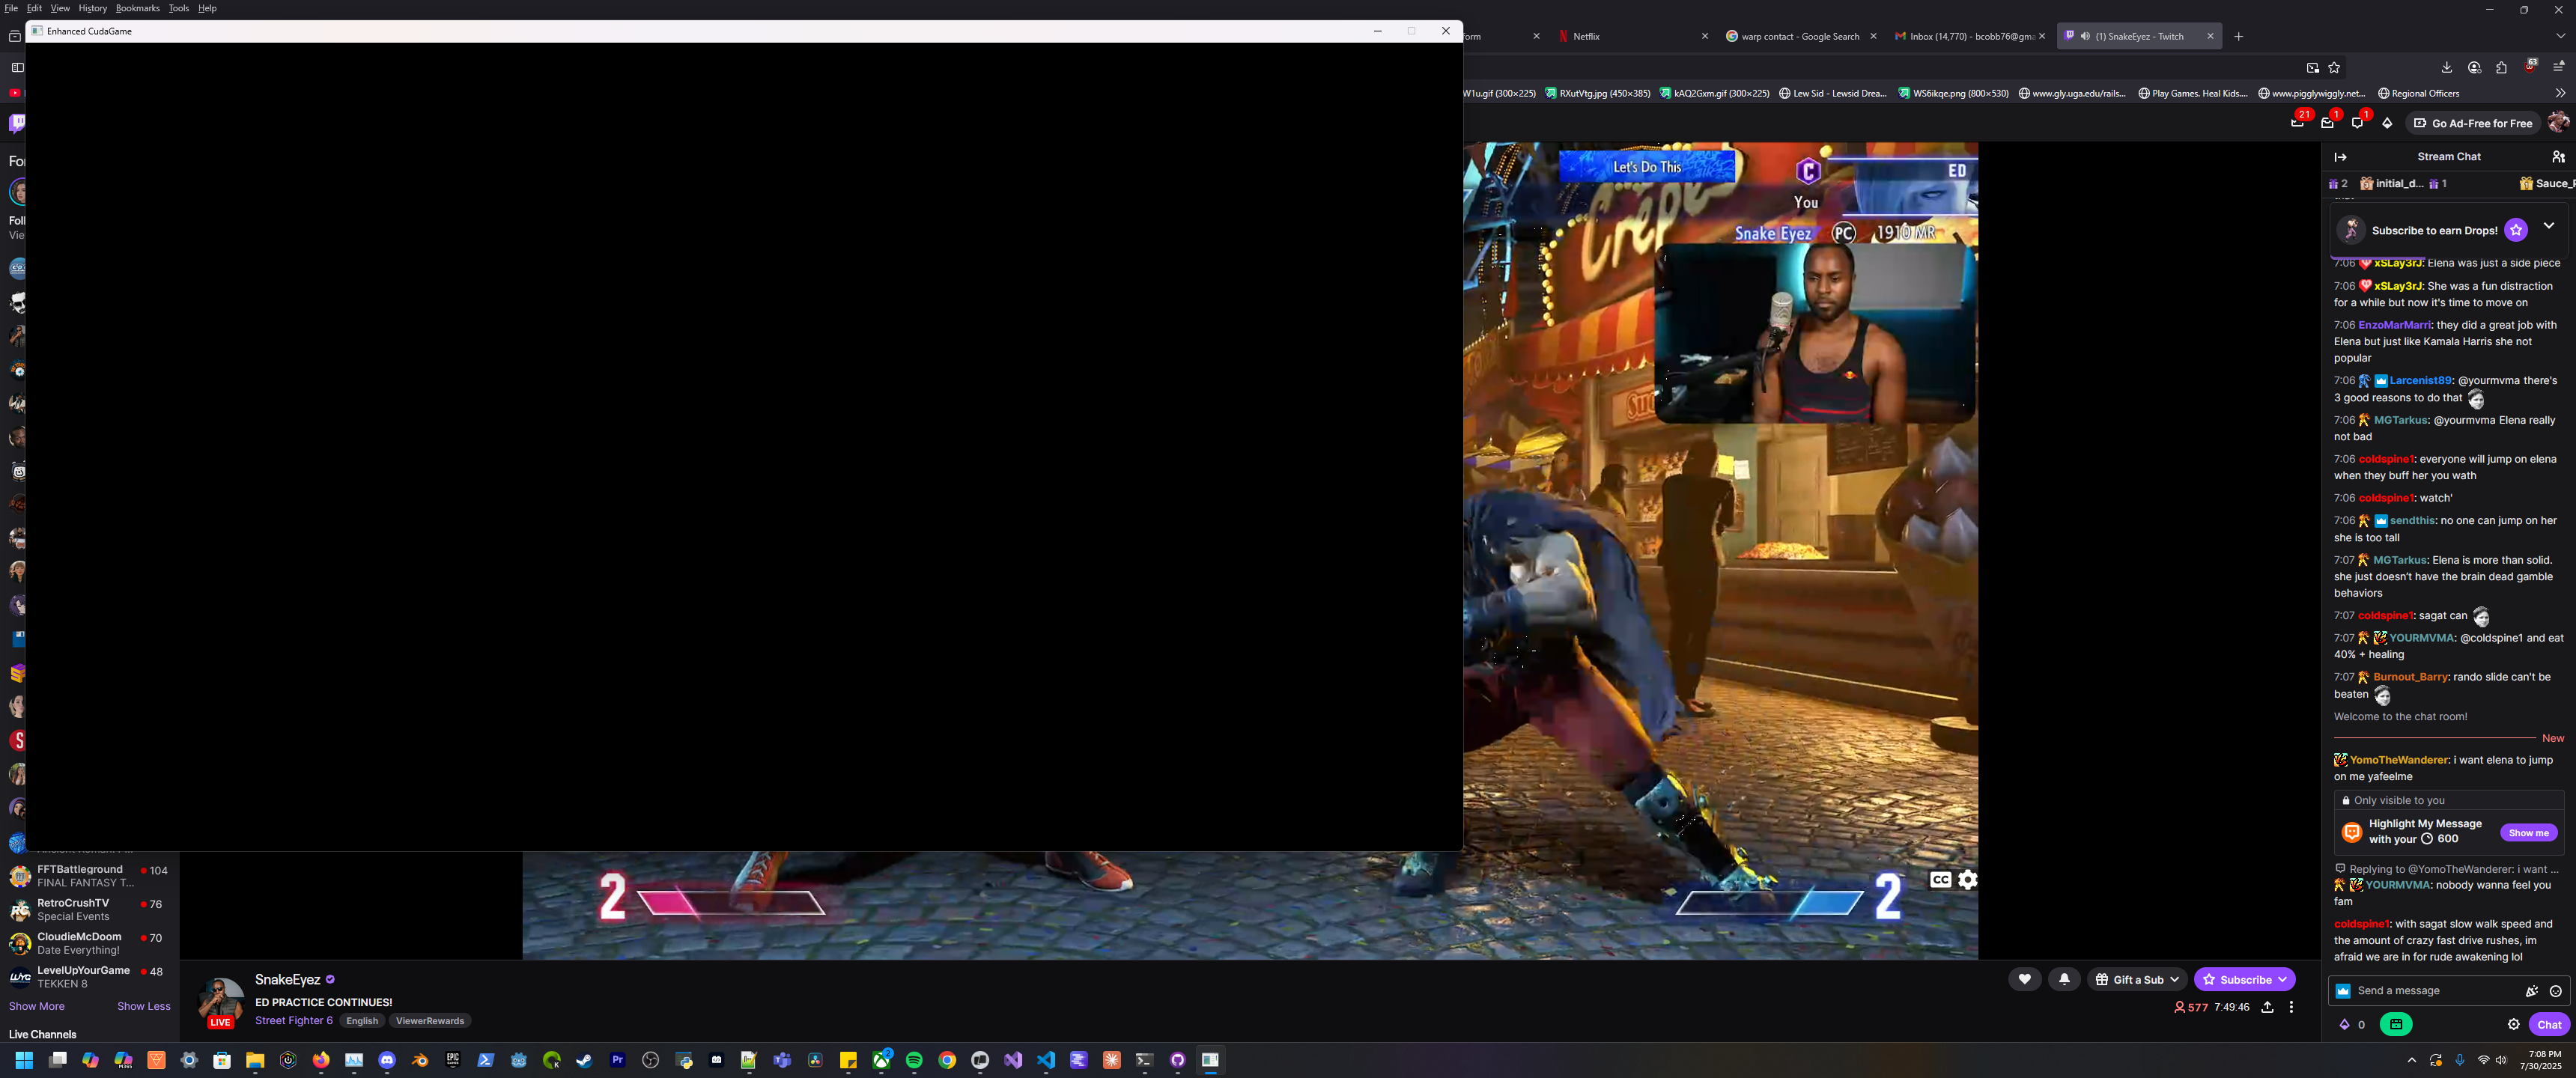 File Edit View History Bookmarks Tools Help
Enhanced CudaGame
form
Netflix
warp contact - Google Search
Inbox (14,770) - bcobb76@gma
(1) SnakeEyez - Twitch
63
W1u.gif (300×225)
RXutVtg.jpg (450×385)
kAQ2Gxm.gif (300×225)
Lew Sid - Lewsid Drea...
WS6ikqe.png (800×530)
www.gly.uga.edu/rails...
Play Games. Heal Kids....
www.pigglywiggly.net...
Regional Officers
21
1
1
Go Ad-Free for Free
For
Foll
Vie
Let's Do This
C
ED
You
Snake Eyez PC 1910 MR
Crepe
2
2
CC
Stream Chat
2
initial_d... 1
Sauce_F
Subscribe to earn Drops!
7:06 xSLay3rJ: Elena was just a side piece
7:06 xSLay3rJ: She was a fun distraction
for a while but now it's time to move on
7:06 EnzoMarMarri: they did a great job with
Elena but just like Kamala Harris she not
popular
7:06 Larcenist89: @yourmvma there's
3 good reasons to do that
7:06 MGTarkus: @yourmvma Elena really
not bad
7:06 coldspine1: everyone will jump on elena
when they buff her you wath
7:06 coldspine1: watch'
7:06 sendthis: no one can jump on her
she is too tall
7:07 MGTarkus: Elena is more than solid.
she just doesn't have the brain dead gamble
behaviors
7:07 coldspine1: sagat can
7:07 YOURMVMA: @coldspine1 and eat
40% + healing
7:07 Burnout_Barry: rando slide can't be
beaten
Welcome to the chat room!
New
YomoTheWanderer: i want elena to jump
on me yafeelme
Only visible to you
Highlight My Message
with your 600
Show me
Replying to @YomoTheWanderer: i want ...
YOURMVMA: nobody wanna feel you
fam
coldspine1: with sagat slow walk speed and
the amount of crazy fast drive rushes, im
afraid we are in for rude awakening lol
Send a message
0
Chat
FFTBattleground 104
FINAL FANTASY T...
RetroCrushTV 76
Special Events
CloudieMcDoom 70
Date Everything!
LevelUpYourGame 48
TEKKEN 8
Show More Show Less
Live Channels
LIVE
SnakeEyez
ED PRACTICE CONTINUES!
Street Fighter 6 English ViewerRewards
Gift a Sub
Subscribe
577 7:49:46
7:08 PM
7/30/2025